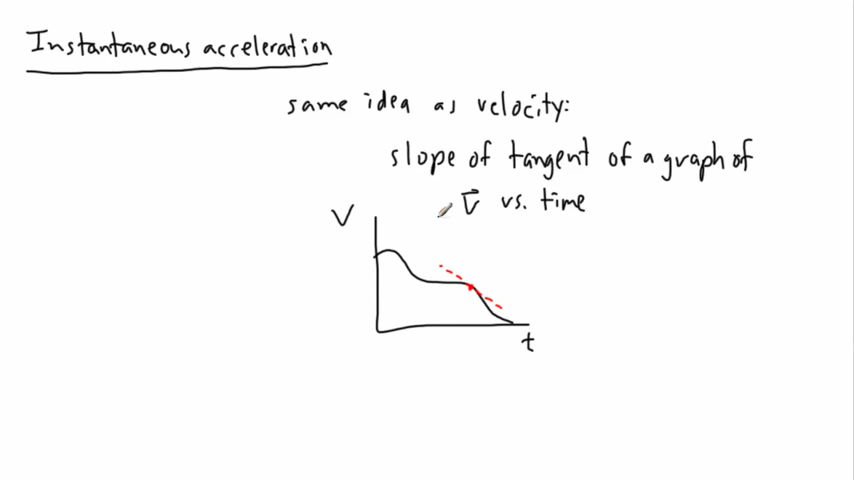 Instantaneous acceleration
same idea as velocity:
slope of tangent of a graph of
V⃗ vs. time
V
t